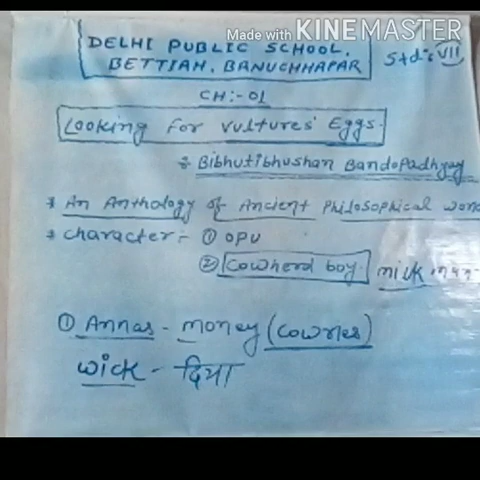 Made with KINEMASTER
DELHI PUBLIC SCHOOL, Std:- VII
BETTIAH, BANUCHHAPAR
CH:-01
Looking For Vultures' Eggs.
:- Bibhutibhushan Bandopadhyay
* An Anthology of Ancient Philosophical
* Character:- ① OPU
② Cowherd boy.
① Annas - money (Cowries)
wick - दिया